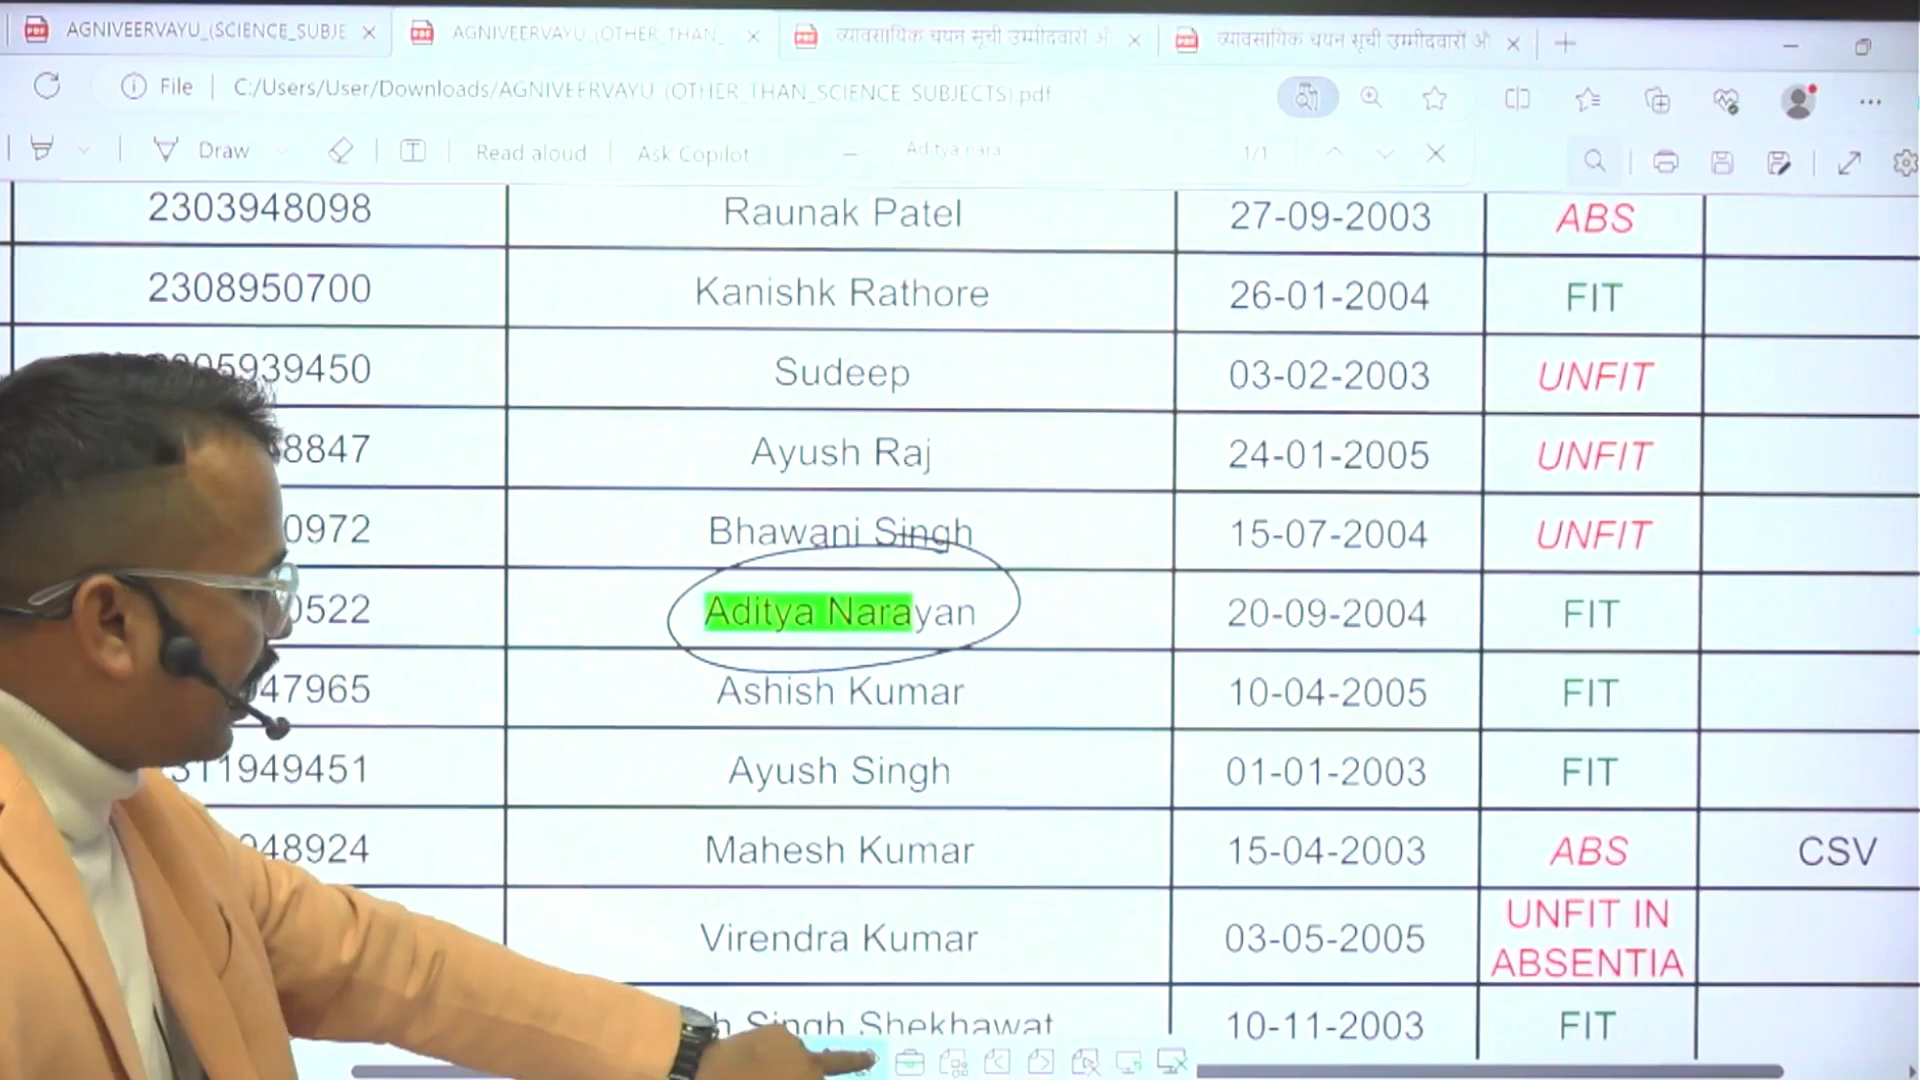 AGNIVEERVAYU_(SCIENCE_SUBJE
AGNIVEERVAYU_(OTHER_THAN_
व्यावसायिक चयन सूची उम्मीदवारों औ
व्यावसायिक चयन सूची उम्मीदवारों औ
File C:/Users/User/Downloads/AGNIVEERVAYU_(OTHER_THAN_SCIENCE_SUBJECTS).pdf
Draw Read aloud Ask Copilot Aditya nara 1/1
2303948098 Raunak Patel 27-09-2003 ABS
2308950700 Kanishk Rathore 26-01-2004 FIT
5939450 Sudeep 03-02-2003 UNFIT
8847 Ayush Raj 24-01-2005 UNFIT
0972 Bhawani Singh 15-07-2004 UNFIT
0522 Aditya Narayan 20-09-2004 FIT
47965 Ashish Kumar 10-04-2005 FIT
311949451 Ayush Singh 01-01-2003 FIT
48924 Mahesh Kumar 15-04-2003 ABS CSV
Virendra Kumar 03-05-2005 UNFIT IN
ABSENTIA
h Singh Shekhawat 10-11-2003 FIT